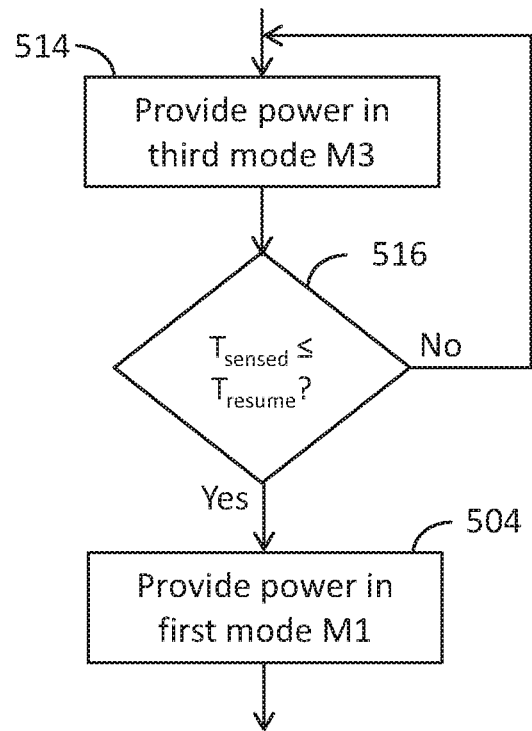 514
Provide power in
third mode M3
516
Tsensed ≤
Tresume?
No
Yes
504
Provide power in
first mode M1